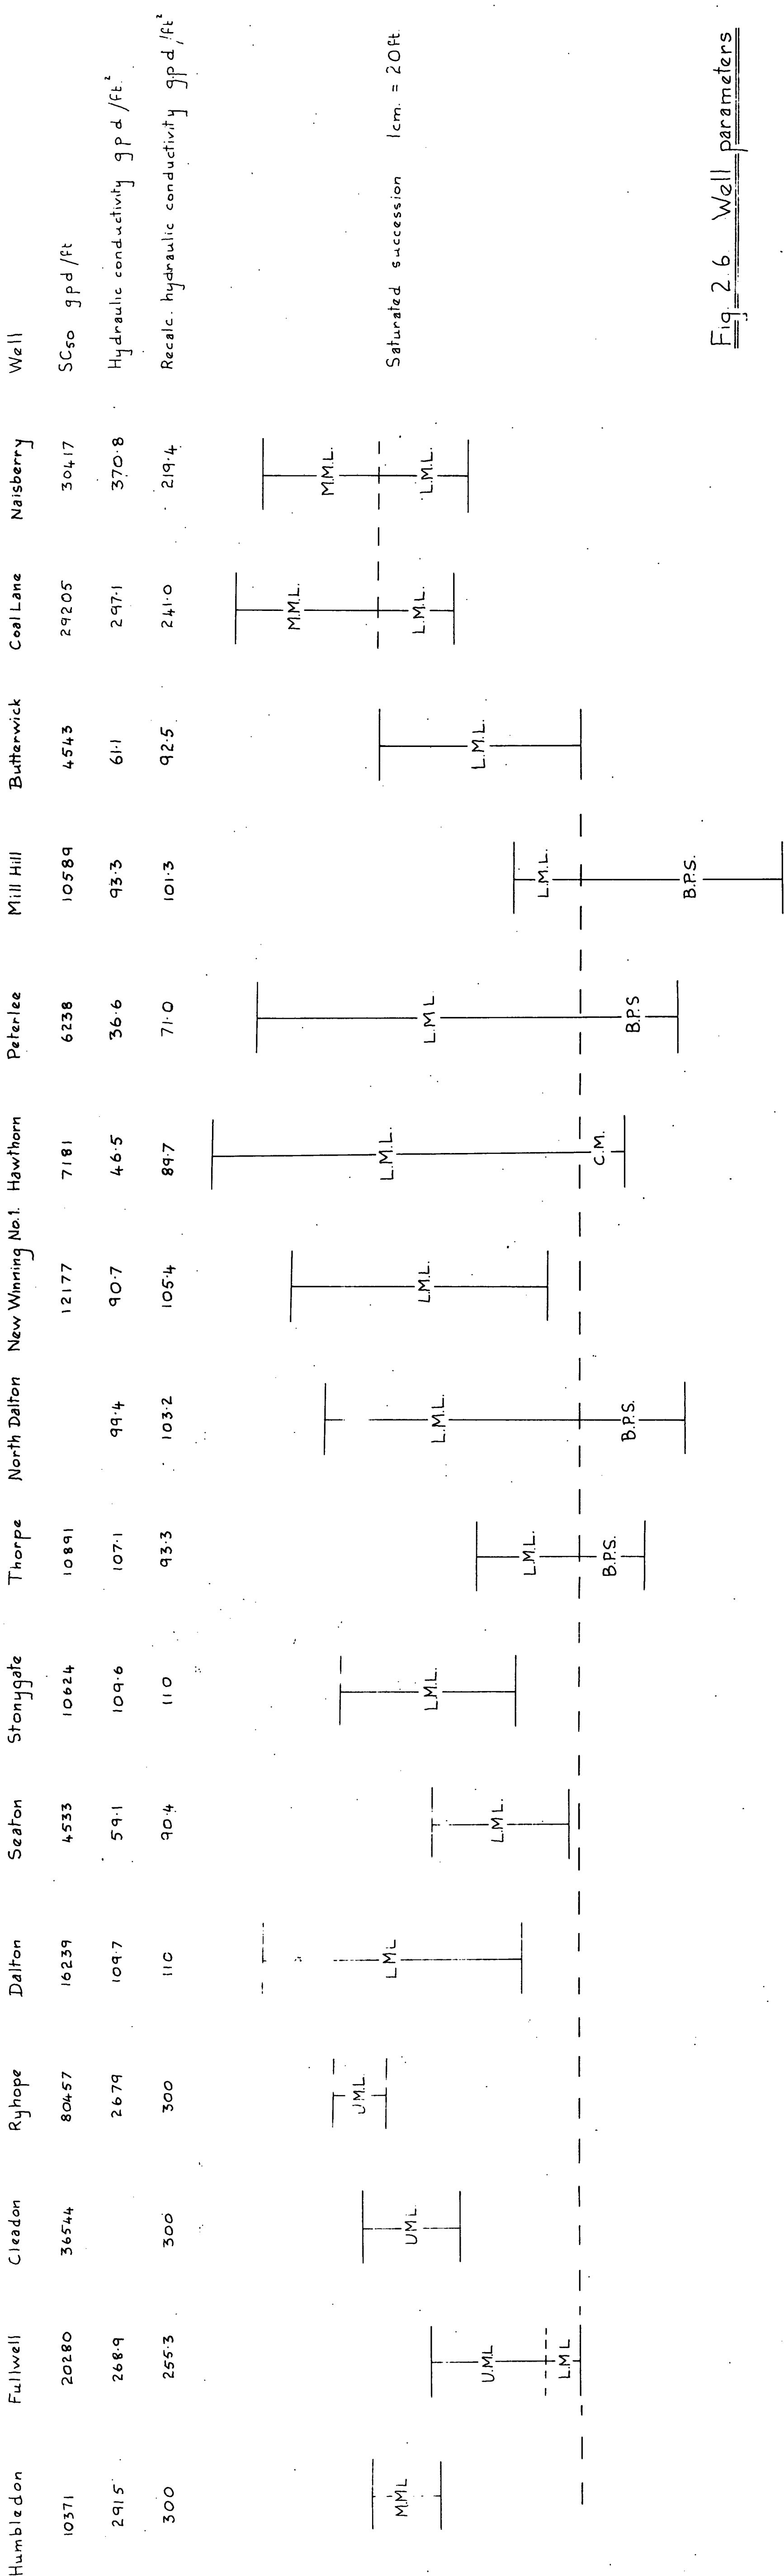 Humbledon Fullwell Cleadon Ryhope Dalton Seaton Stonygate Thorpe North Dalton New Winning No.1. Hawthorn Peterlee Mill Hill Butterwick Coal Lane Naisberry Well
10371 20280 36544 80457 16239 4533 10624 10891 12177 7181 6238 10589 4543 29205 30417 SC50 gpd/ft
2915 268·9 2679 109·7 59·1 109·6 107·1 99·4 90·7 46·5 36·6 93·3 61·1 297·1 370·8 Hydraulic conductivity gpd/ft.²
300 255·3 300 300 110 90·4 110 93·3 103·2 105·4 89·7 71·0 101·3 92·5 241·0 219·4 Recalc. hydraulic conductivity gpd/ft²
M.M.L U.M.L U.M.L U.M.L. L.M.L L.M.L. L.M.L. L.M.L. L.M.L. L.M.L. L.M.L. L.M.L L.M.L. L.M.L. M.M.L. M.M.L. Saturated succession 1cm. = 20ft.
L.M.L B.P.S. B.P.S. C.M. B.P.S B.P.S. L.M.L. L.M.L.
Fig. 2.6 Well parameters